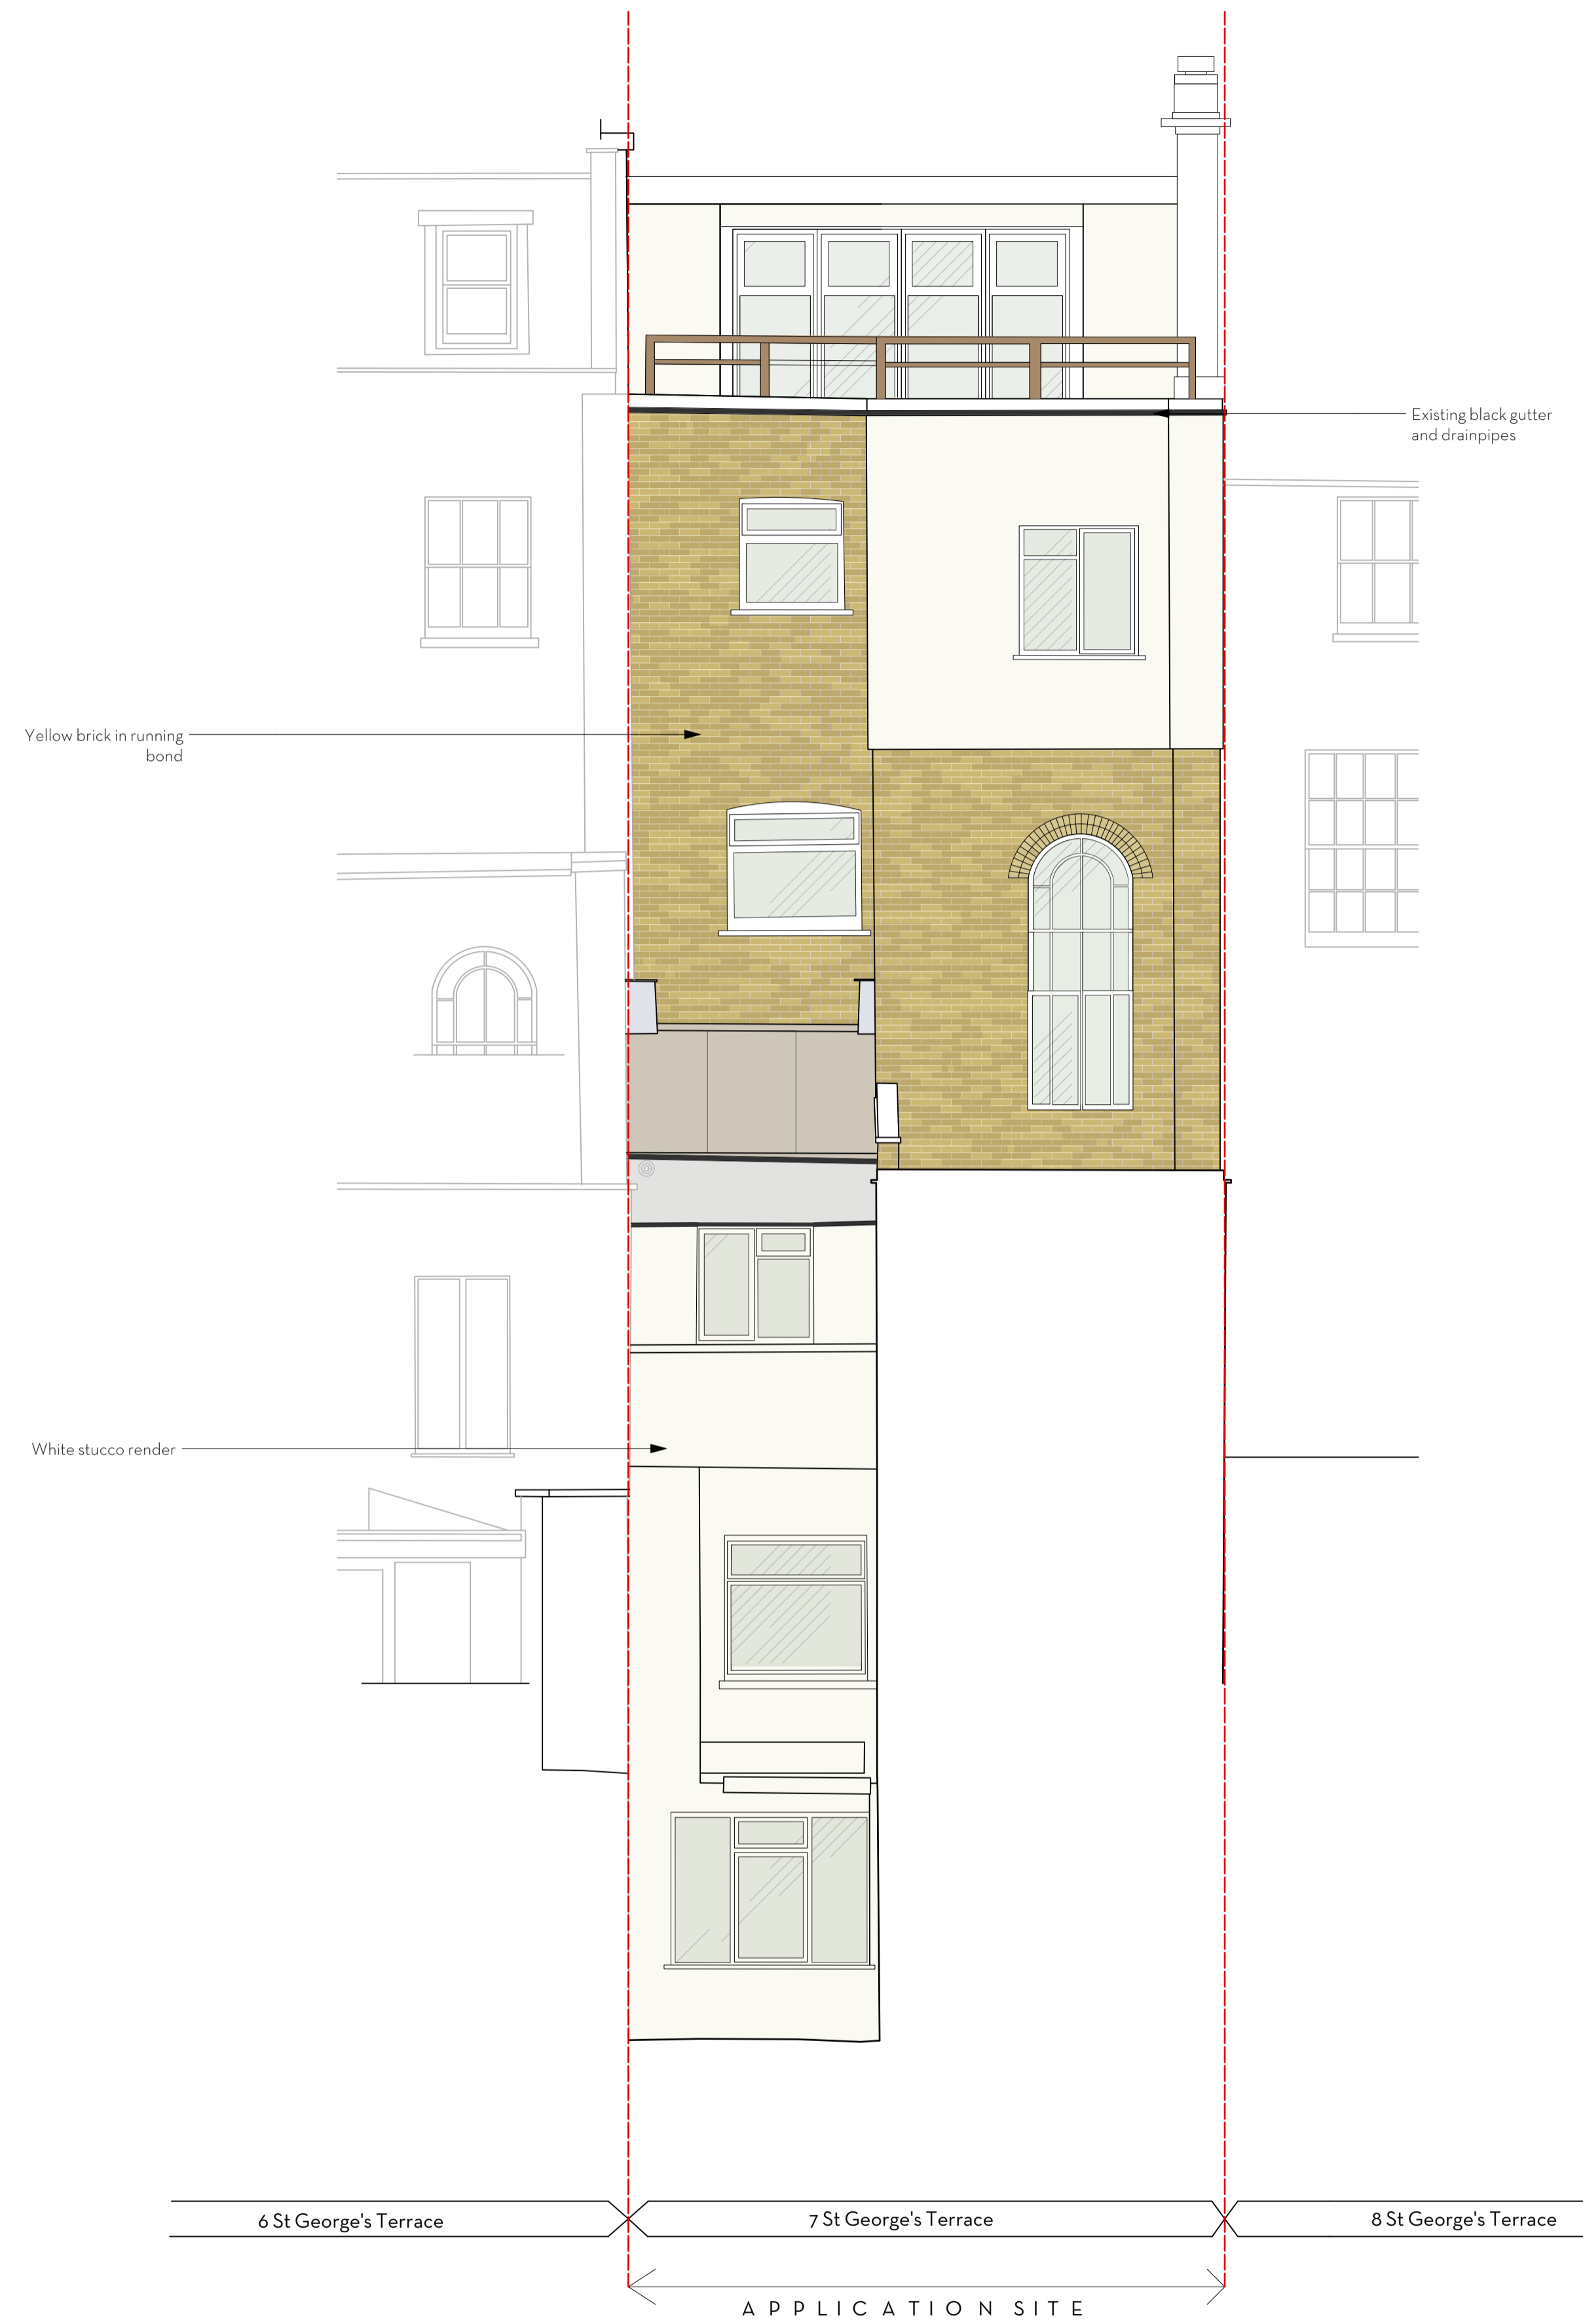 Existing black gutter
and drainpipes
Yellow brick in running
bond
White stucco render
6 St George's Terrace
7 St George's Terrace
8 St George's Terrace
APPLICATION SITE